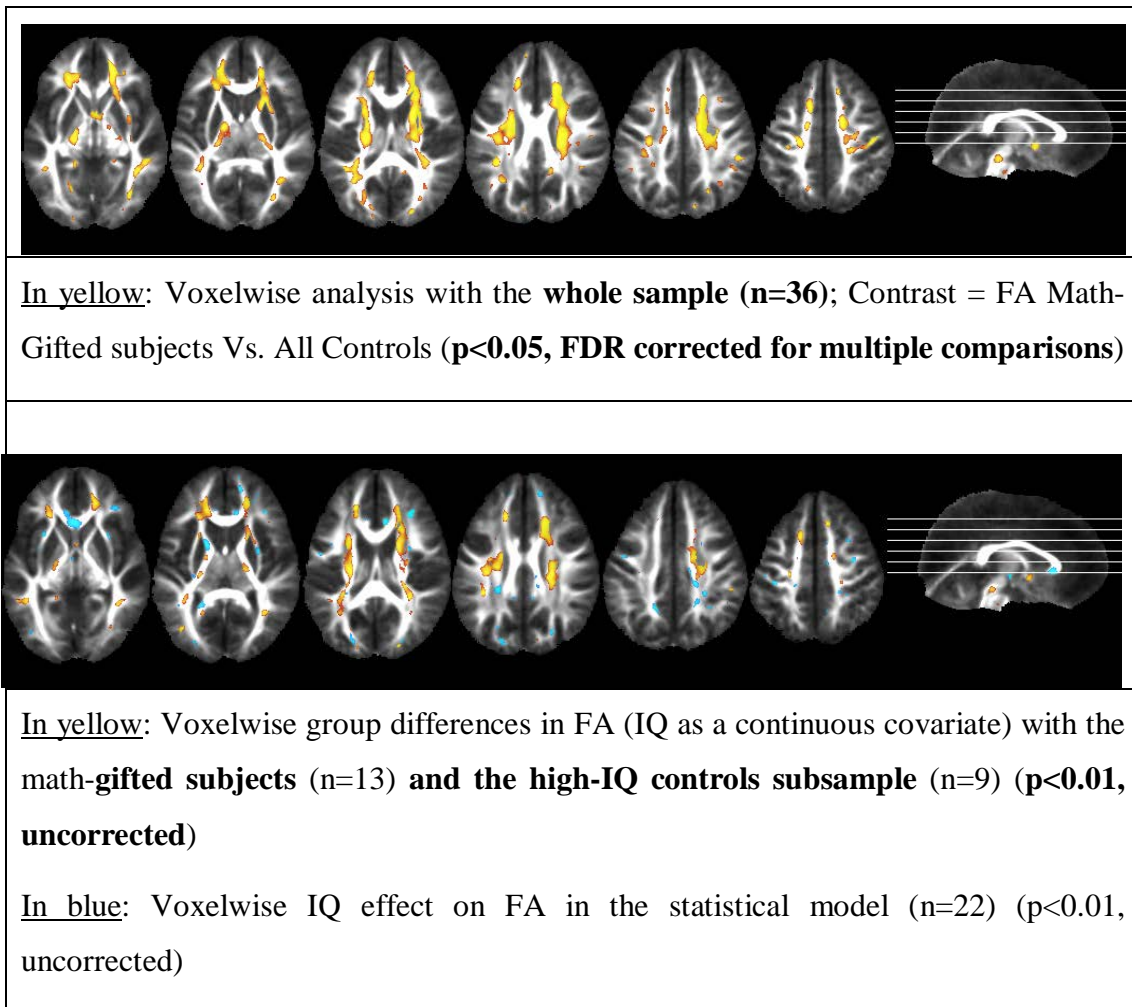 In yellow: Voxelwise analysis with the whole sample (n=36); Contrast = FA Math-
Gifted subjects Vs. All Controls (p<0.05, FDR corrected for multiple comparisons)
In yellow: Voxelwise group differences in FA (IQ as a continuous covariate) with the
math-gifted subjects (n=13) and the high-IQ controls subsample (n=9) (p<0.01,
uncorrected)
In blue: Voxelwise IQ effect on FA in the statistical model (n=22) (p<0.01,
uncorrected)